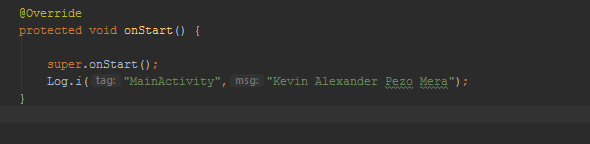 @Override
protected void onStart() {
super.onStart();
Log.i( tag: "MainActivity", msg: "Kevin Alexander Pezo Mera");
}